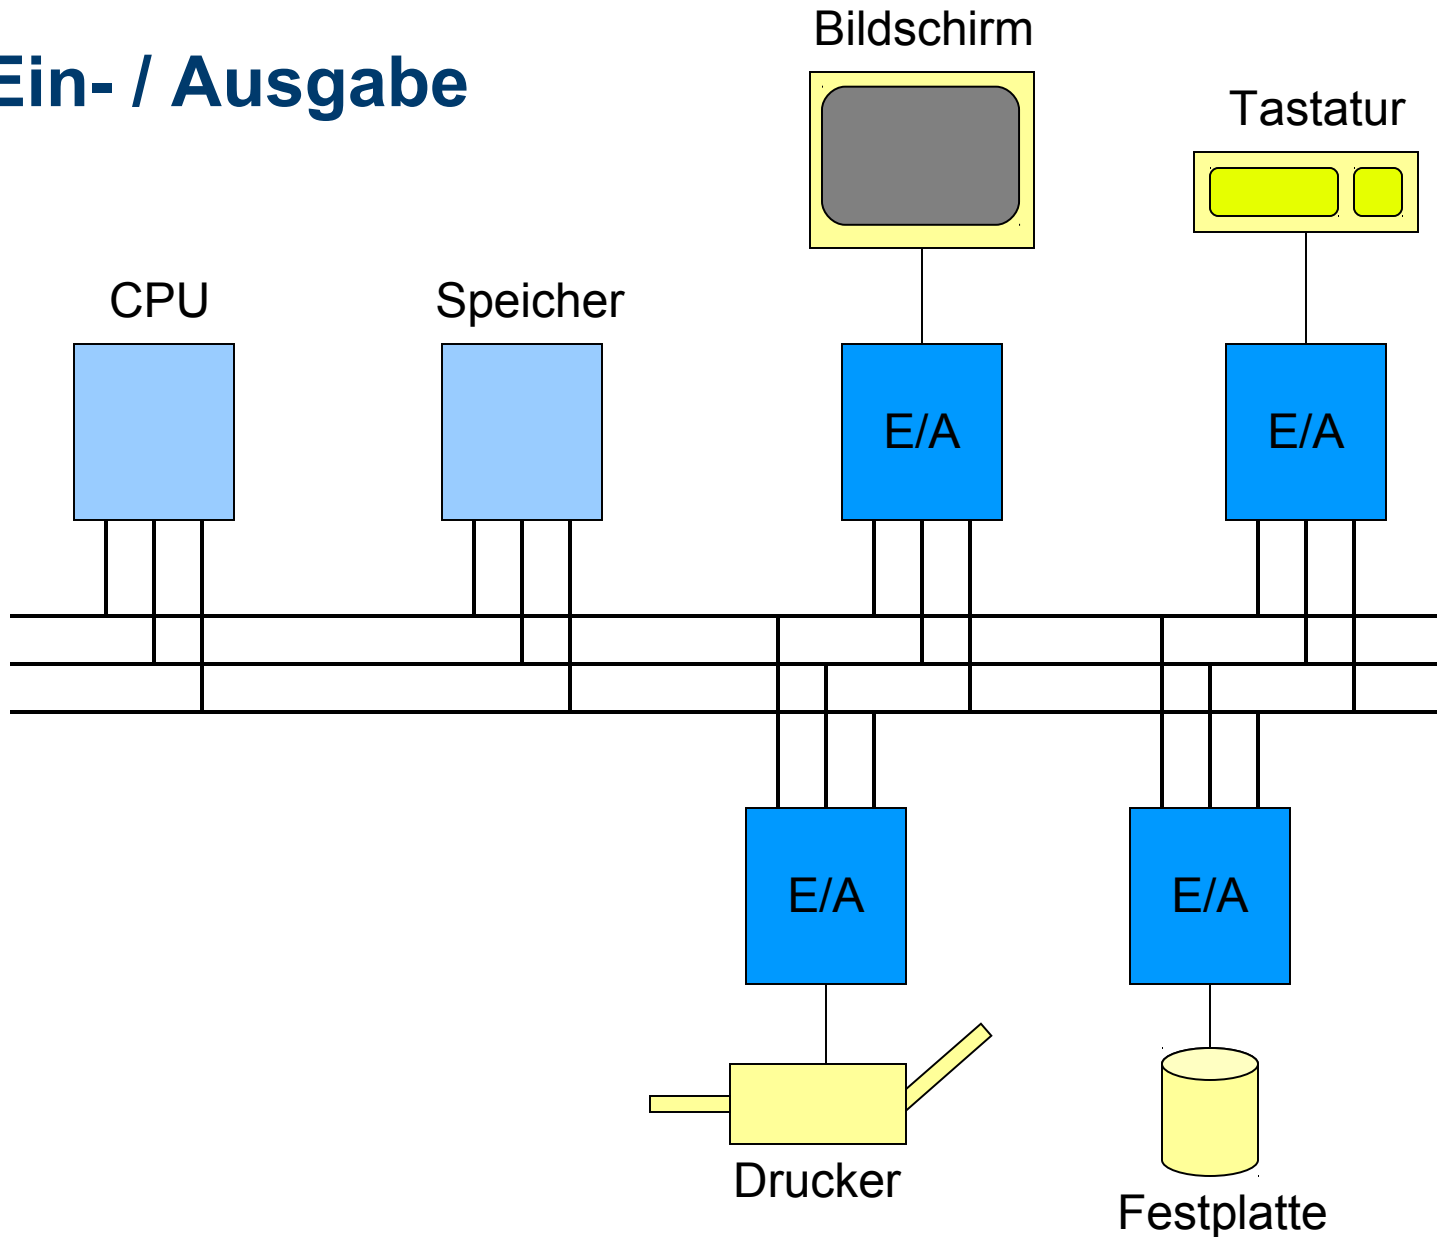 Ein- / Ausgabe
Bildschirm
Tastatur
CPU
Speicher
E/A
E/A
E/A
E/A
Drucker
Festplatte